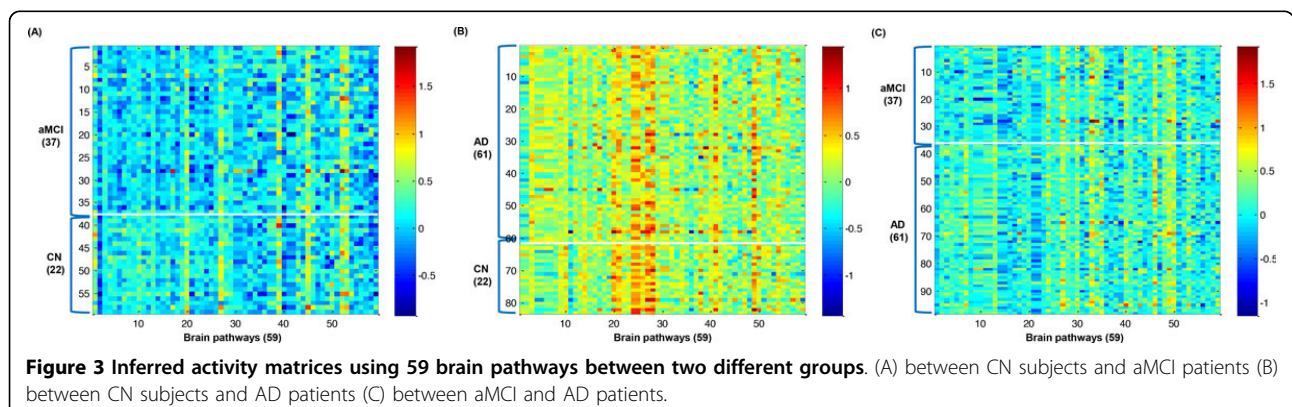 (A)
(B)
(C)
aMCI
(37)
CN
(22)
5
10
15
20
25
30
35
40
45
50
55
10 20 30 40 50
Brain pathways (59)
1.5
1
0.5
0
-0.5
AD
(61)
CN
(22)
10
20
30
40
50
60
70
80
10 20 30 40 50
Brain pathways (59)
1
0.5
0
-0.5
-1
aMCI
(37)
AD
(61)
10
20
30
40
50
60
70
80
90
10 20 30 40 50
Brain pathways (59)
1.5
1
0.5
0
-0.5
-1
Figure 3 Inferred activity matrices using 59 brain pathways between two different groups. (A) between CN subjects and aMCI patients (B)
between CN subjects and AD patients (C) between aMCI and AD patients.